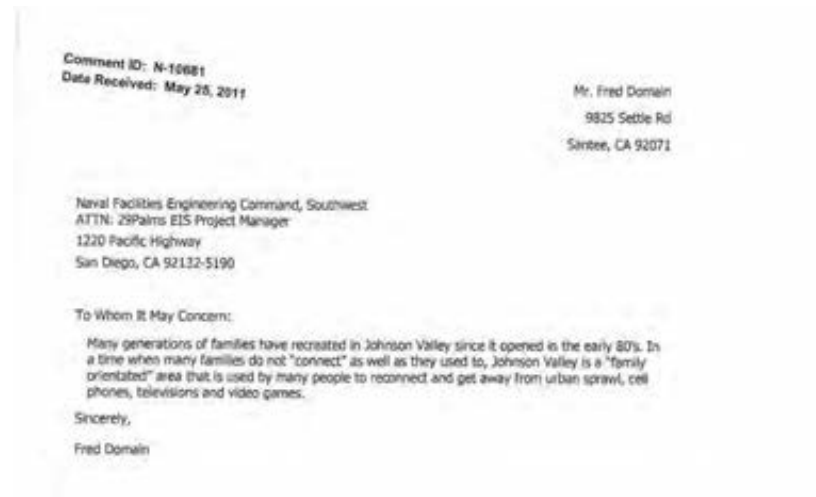 Comment ID: N-10681
Date Received: May 25, 2011
Mr. Fred Domain
9825 Settle Rd
Santee, CA 92071
Naval Facilities Engineering Command, Southwest
ATTN: 29Palms EIS Project Manager
1220 Pacific Highway
San Diego, CA 92132-5190
To Whom It May Concern:
Many generations of families have recreated in Johnson Valley since it opened in the early 80's. In
a time when many families do not "connect" as well as they used to, Johnson Valley is a "family
orientated" area that is used by many people to reconnect and get away from urban sprawl, cell
phones, televisions and video games.
Sincerely,
Fred Domain